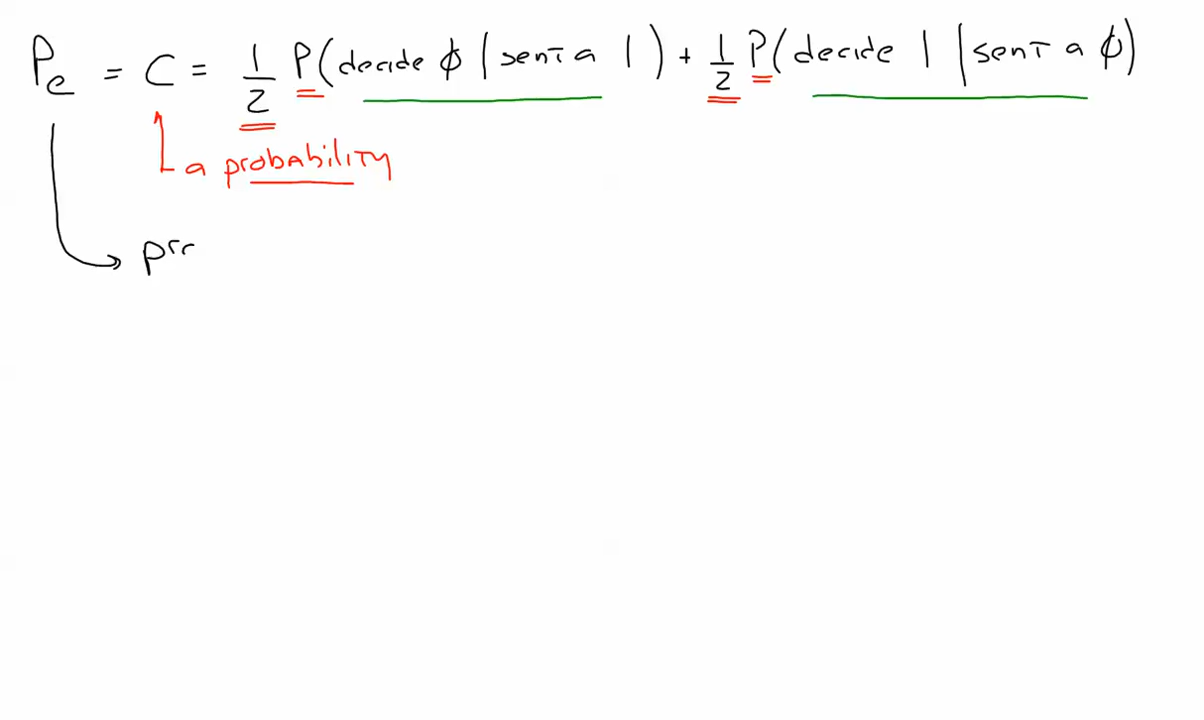 Pe = C = 1/2 P(decide ϕ | sent a 1) + 1/2 P(decide 1 | sent a ϕ)
a probability